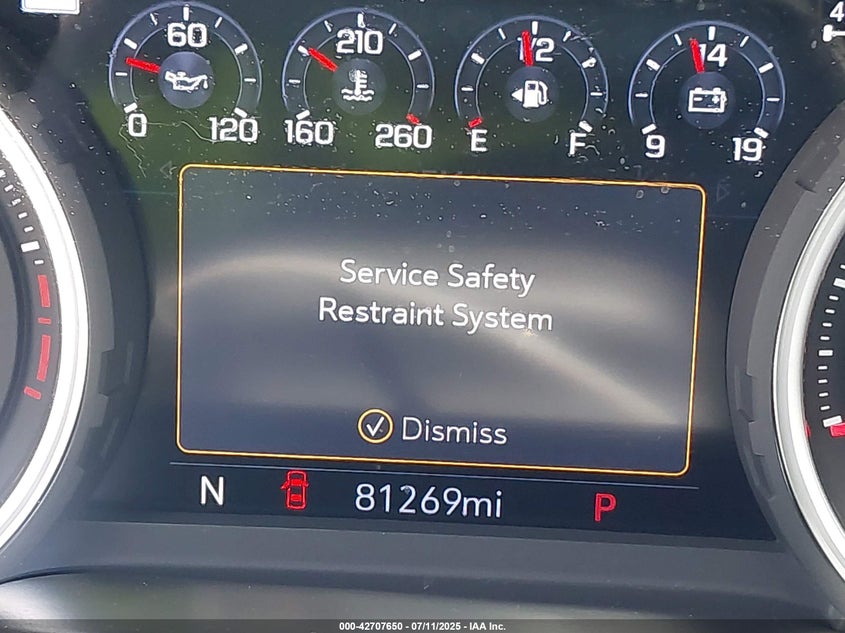 60
0 120
210
160 260
1/2
E F
14
9 19
4
Service Safety
Restraint System
Dismiss
N 81269mi P
000-42707650 - 07/11/2025 - IAA Inc.